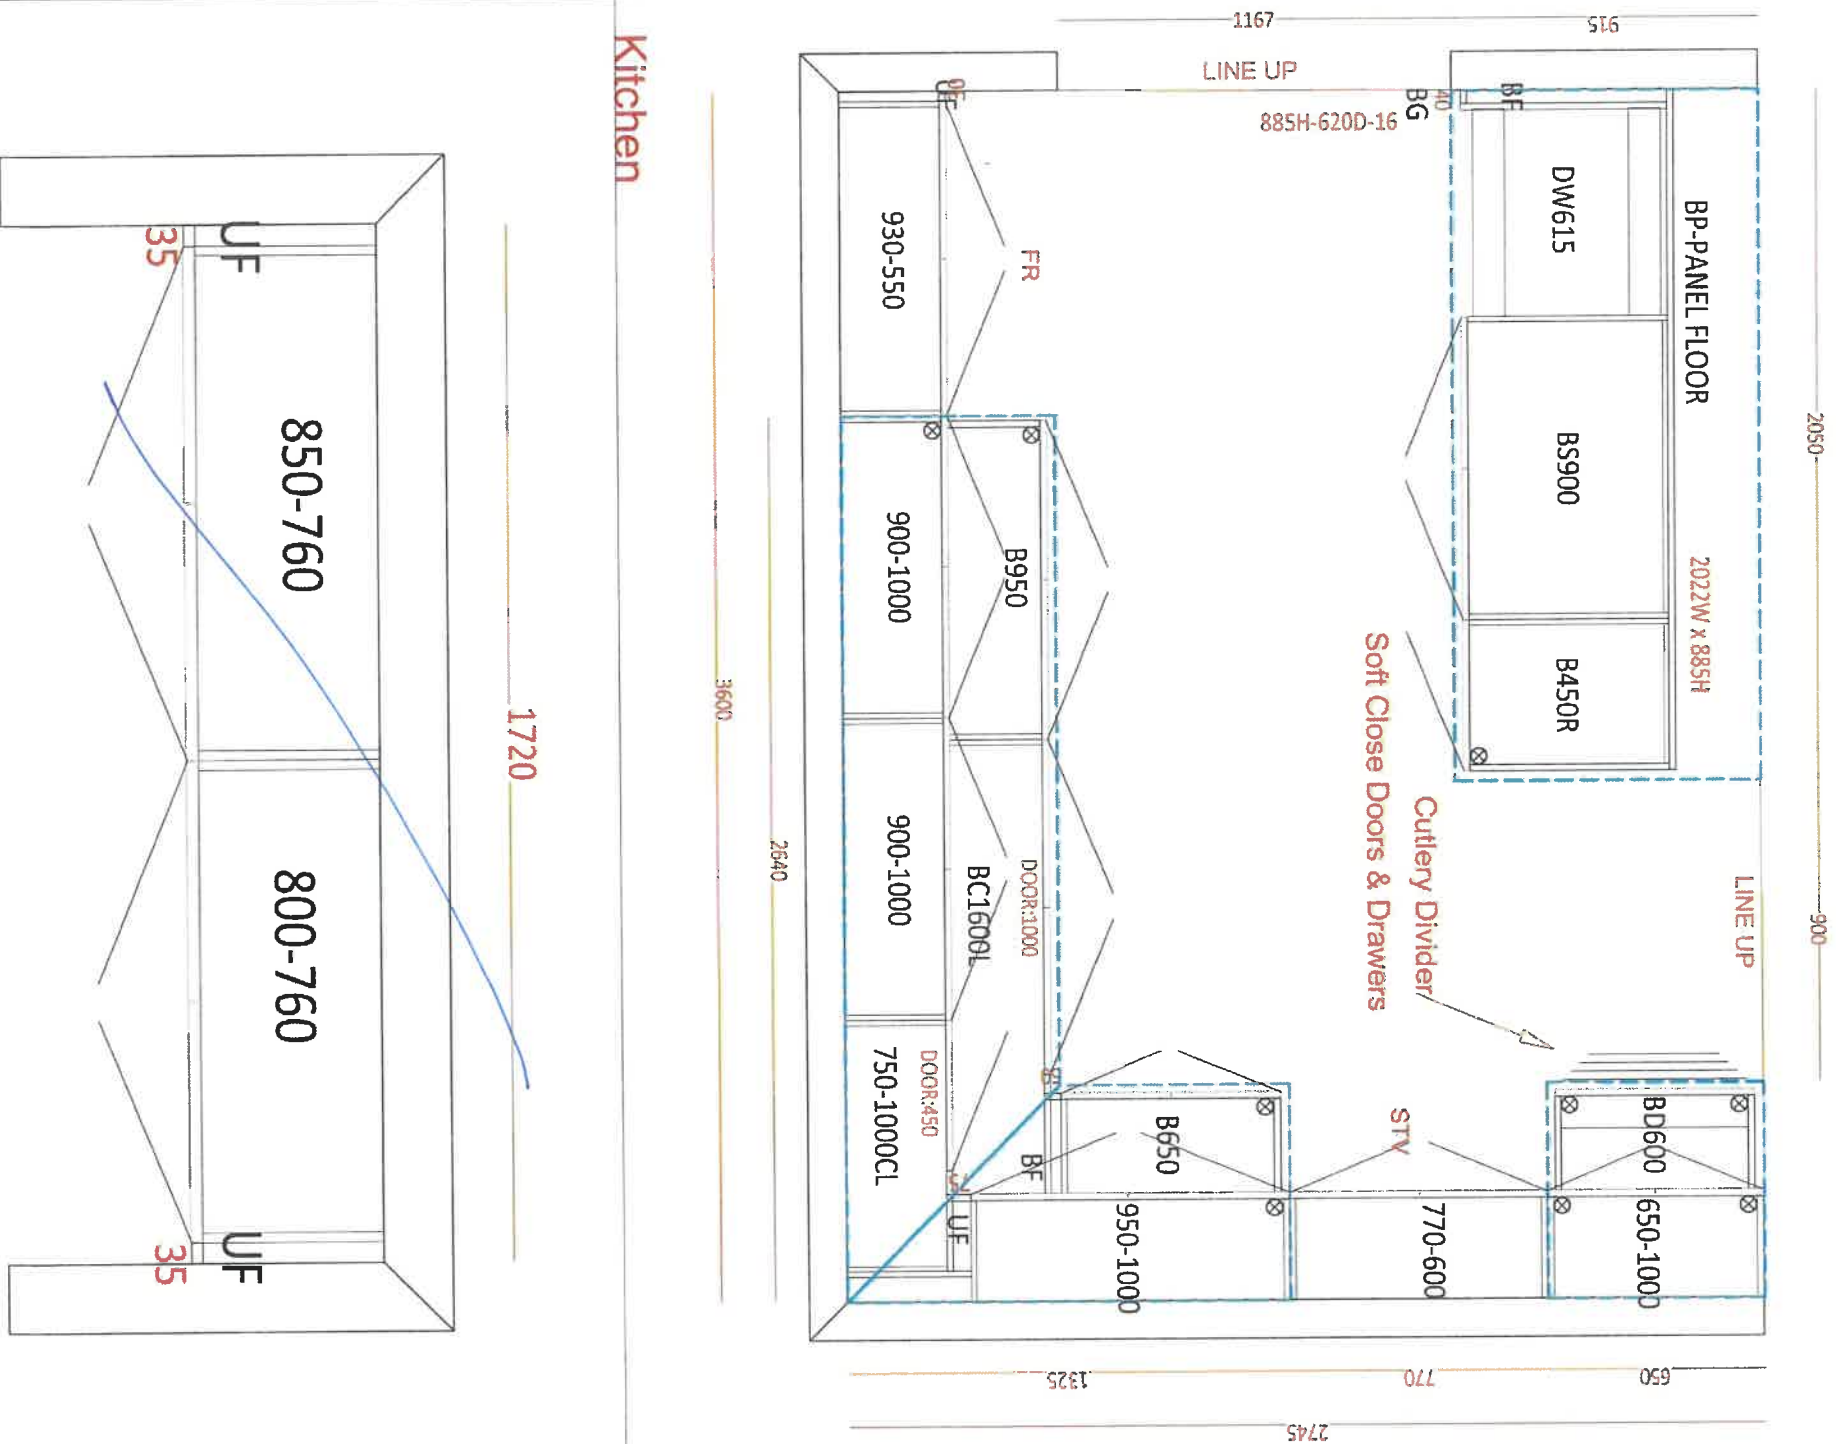 Kitchen
1720
UF
35
850-760
800-760
UF
35
3600
2640
1167
915
LINE UP
UF
930-550
FR
885H-620D-16
BG
40
BF
DW615
BP-PANEL FLOOR
2022W x 885H
BS900
B450R
2050
900
LINE UP
Soft Close Doors & Drawers
Cutlery Divider
900-1000
B950
900-1000
BC1600L
DOOR:1000
750-1000CL
DOOR:450
BF
B650
STV
BD600
75
UF
950-1000
770-600
650-1000
1325
770
650
2745